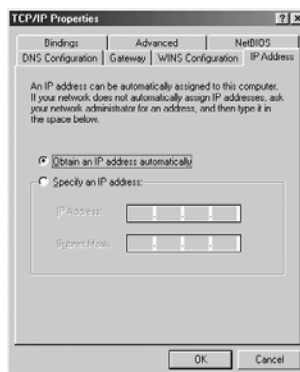 TCP/IP Properties
Bindings Advanced NetBIOS
DNS Configuration Gateway WINS Configuration IP Address
An IP address can be automatically assigned to this computer.
If your network does not automatically assign IP addresses, ask
your network administrator for an address, and then type it in
the space below.
Obtain an IP address automatically
Specify an IP address:
IP Address:
Subnet Mask:
OK Cancel